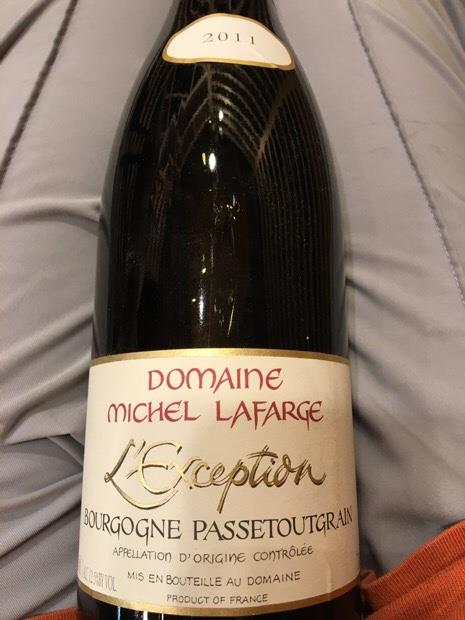 2011
DOMAINE
MICHEL LAFARGE
L'Exception
BOURGOGNE PASSETOUTGRAIN
APPELLATION D'ORIGINE CONTRÔLÉE
MIS EN BOUTEILLE AU DOMAINE
PRODUCT OF FRANCE